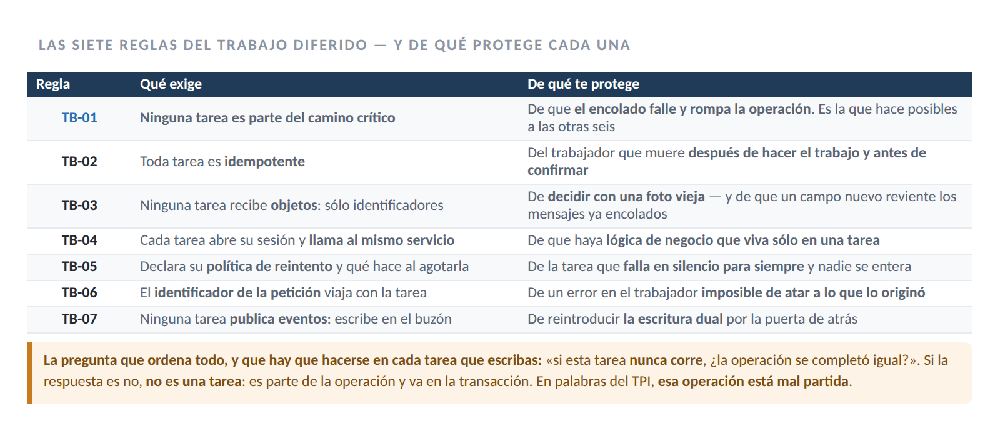 LAS SIETE REGLAS DEL TRABAJO DIFERIDO — Y DE QUÉ PROTEGE CADA UNA
Regla Qué exige De qué te protege
TB-01 Ninguna tarea es parte del camino crítico De que el encolado falle y rompa la operación. Es la que hace posibles
a las otras seis
TB-02 Toda tarea es idempotente Del trabajador que muere después de hacer el trabajo y antes de
confirmar
TB-03 Ninguna tarea recibe objetos: sólo identificadores De decidir con una foto vieja — y de que un campo nuevo reviente los
mensajes ya encolados
TB-04 Cada tarea abre su sesión y llama al mismo servicio De que haya lógica de negocio que viva sólo en una tarea
TB-05 Declara su política de reintento y qué hace al agotarla De la tarea que falla en silencio para siempre y nadie se entera
TB-06 El identificador de la petición viaja con la tarea De un error en el trabajador imposible de atar a lo que lo originó
TB-07 Ninguna tarea publica eventos: escribe en el buzón De reintroducir la escritura dual por la puerta de atrás
La pregunta que ordena todo, y que hay que hacerse en cada tarea que escribas: «si esta tarea nunca corre, ¿la operación se completó igual?». Si la
respuesta es no, no es una tarea: es parte de la operación y va en la transacción. En palabras del TPI, esa operación está mal partida.